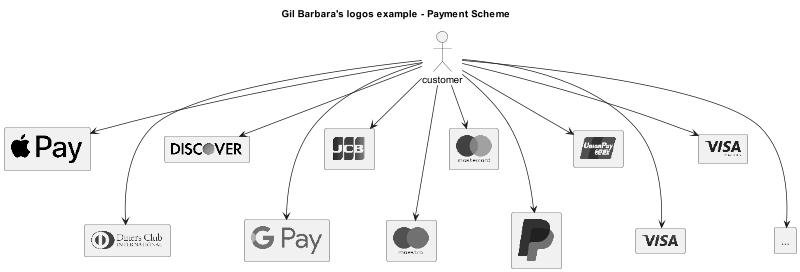 Gil Barbara's logos example - Payment Scheme
customer
Pay
DISCOVER
JCB
mastercard
UnionPay
银联
VISA
Diners Club
INTERNATIONAL
G Pay
maestro
VISA
...